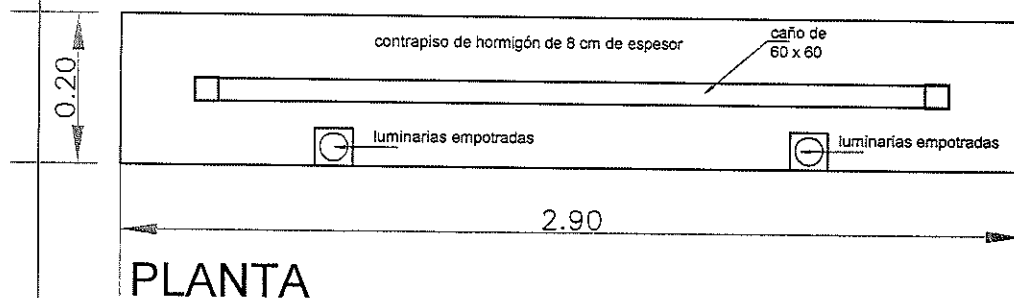 contrapiso de hormigón de 8 cm de espesor
caño de
60 x 60
0.20
luminarias empotradas
luminarias empotradas
2.90
PLANTA